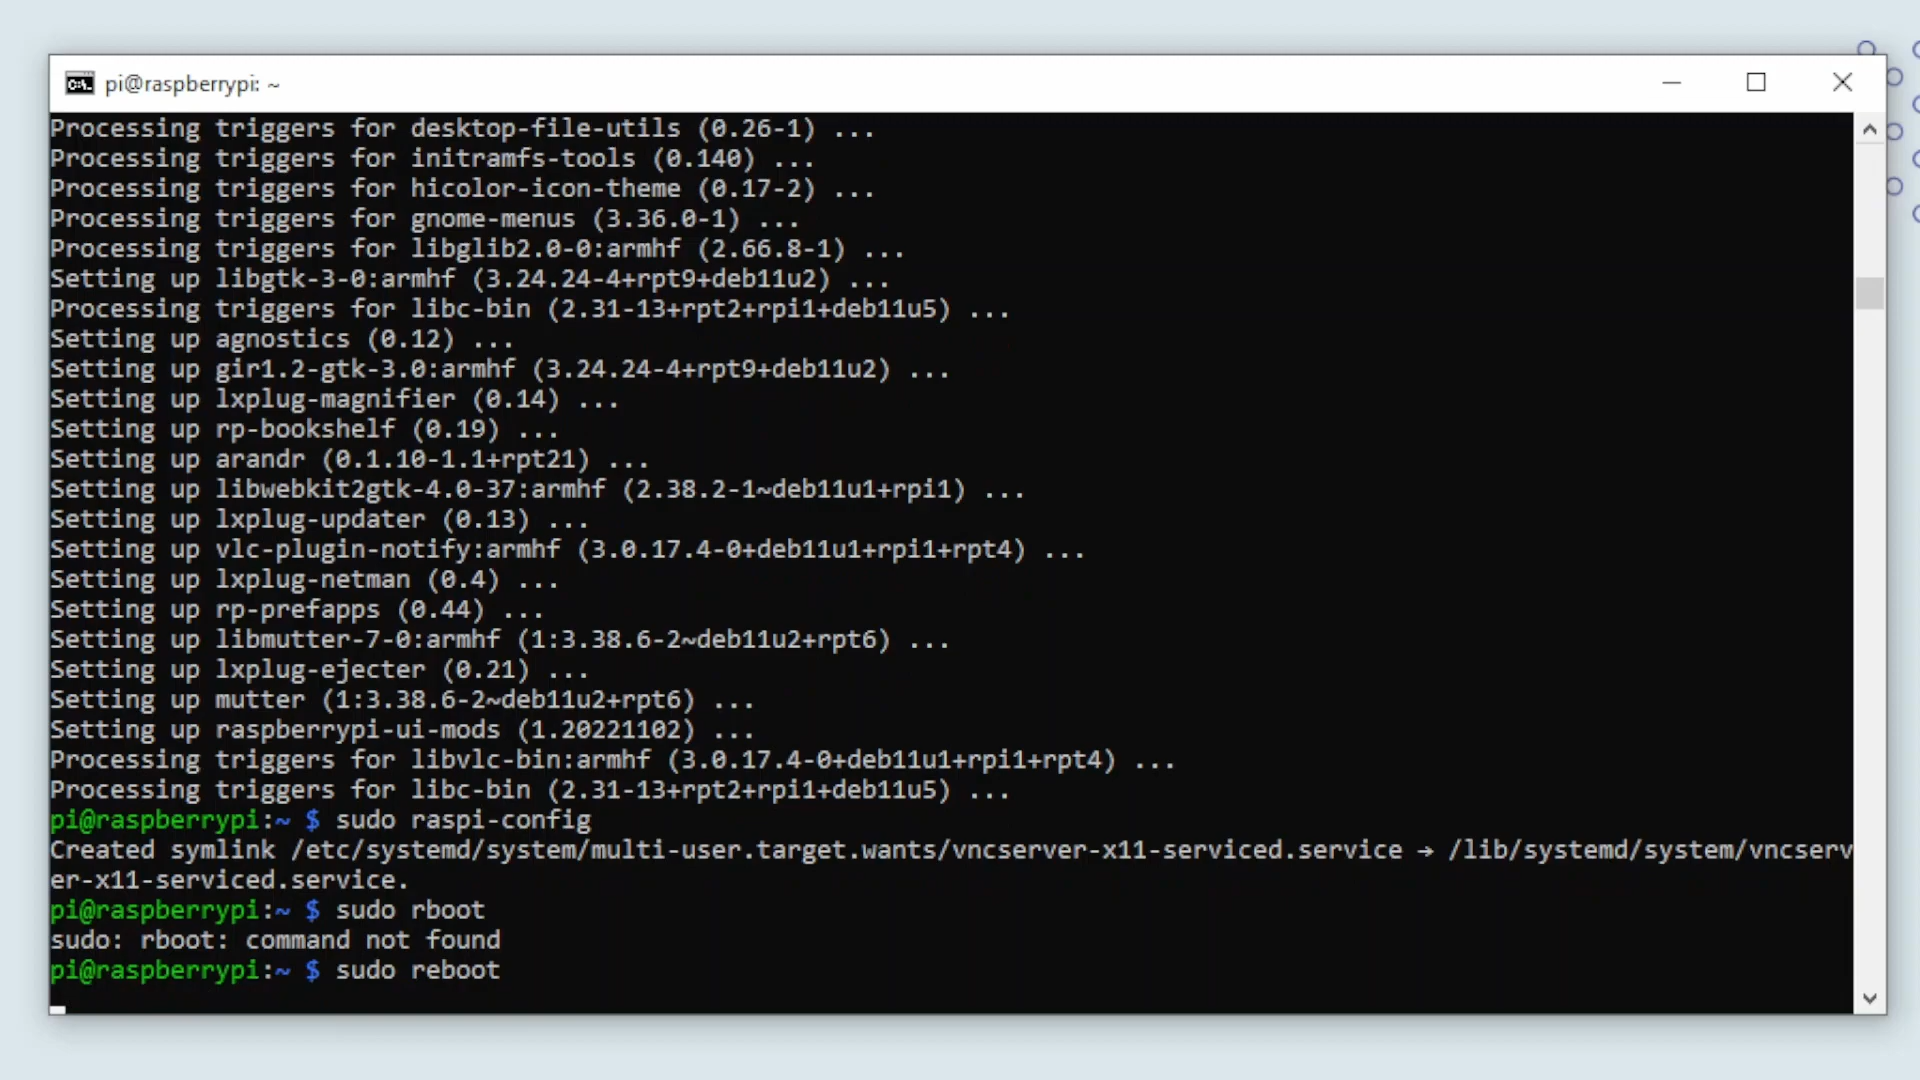 pi@raspberrypi: ~
Processing triggers for desktop-file-utils (0.26-1) ...
Processing triggers for initramfs-tools (0.140) ...
Processing triggers for hicolor-icon-theme (0.17-2) ...
Processing triggers for gnome-menus (3.36.0-1) ...
Processing triggers for libglib2.0-0:armhf (2.66.8-1) ...
Setting up libgtk-3-0:armhf (3.24.24-4+rpt9+deb11u2) ...
Processing triggers for libc-bin (2.31-13+rpt2+rpi1+deb11u5) ...
Setting up agnostics (0.12) ...
Setting up gir1.2-gtk-3.0:armhf (3.24.24-4+rpt9+deb11u2) ...
Setting up lxplug-magnifier (0.14) ...
Setting up rp-bookshelf (0.19) ...
Setting up arandr (0.1.10-1.1+rpt21) ...
Setting up libwebkit2gtk-4.0-37:armhf (2.38.2-1~deb11u1+rpi1) ...
Setting up lxplug-updater (0.13) ...
Setting up vlc-plugin-notify:armhf (3.0.17.4-0+deb11u1+rpi1+rpt4) ...
Setting up lxplug-netman (0.4) ...
Setting up rp-prefapps (0.44) ...
Setting up libmutter-7-0:armhf (1:3.38.6-2~deb11u2+rpt6) ...
Setting up lxplug-ejecter (0.21) ...
Setting up mutter (1:3.38.6-2~deb11u2+rpt6) ...
Setting up raspberrypi-ui-mods (1.20221102) ...
Processing triggers for libvlc-bin:armhf (3.0.17.4-0+deb11u1+rpi1+rpt4) ...
Processing triggers for libc-bin (2.31-13+rpt2+rpi1+deb11u5) ...
pi@raspberrypi:~ $ sudo raspi-config
Created symlink /etc/systemd/system/multi-user.target.wants/vncserver-x11-serviced.service → /lib/systemd/system/vncserv
er-x11-serviced.service.
pi@raspberrypi:~ $ sudo rboot
sudo: rboot: command not found
pi@raspberrypi:~ $ sudo reboot